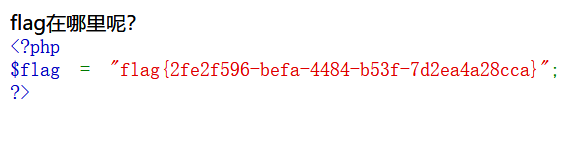 flag在哪里呢?
<?php
$flag = "flag{2fe2f596-befa-4484-b53f-7d2ea4a28cca}";
?>